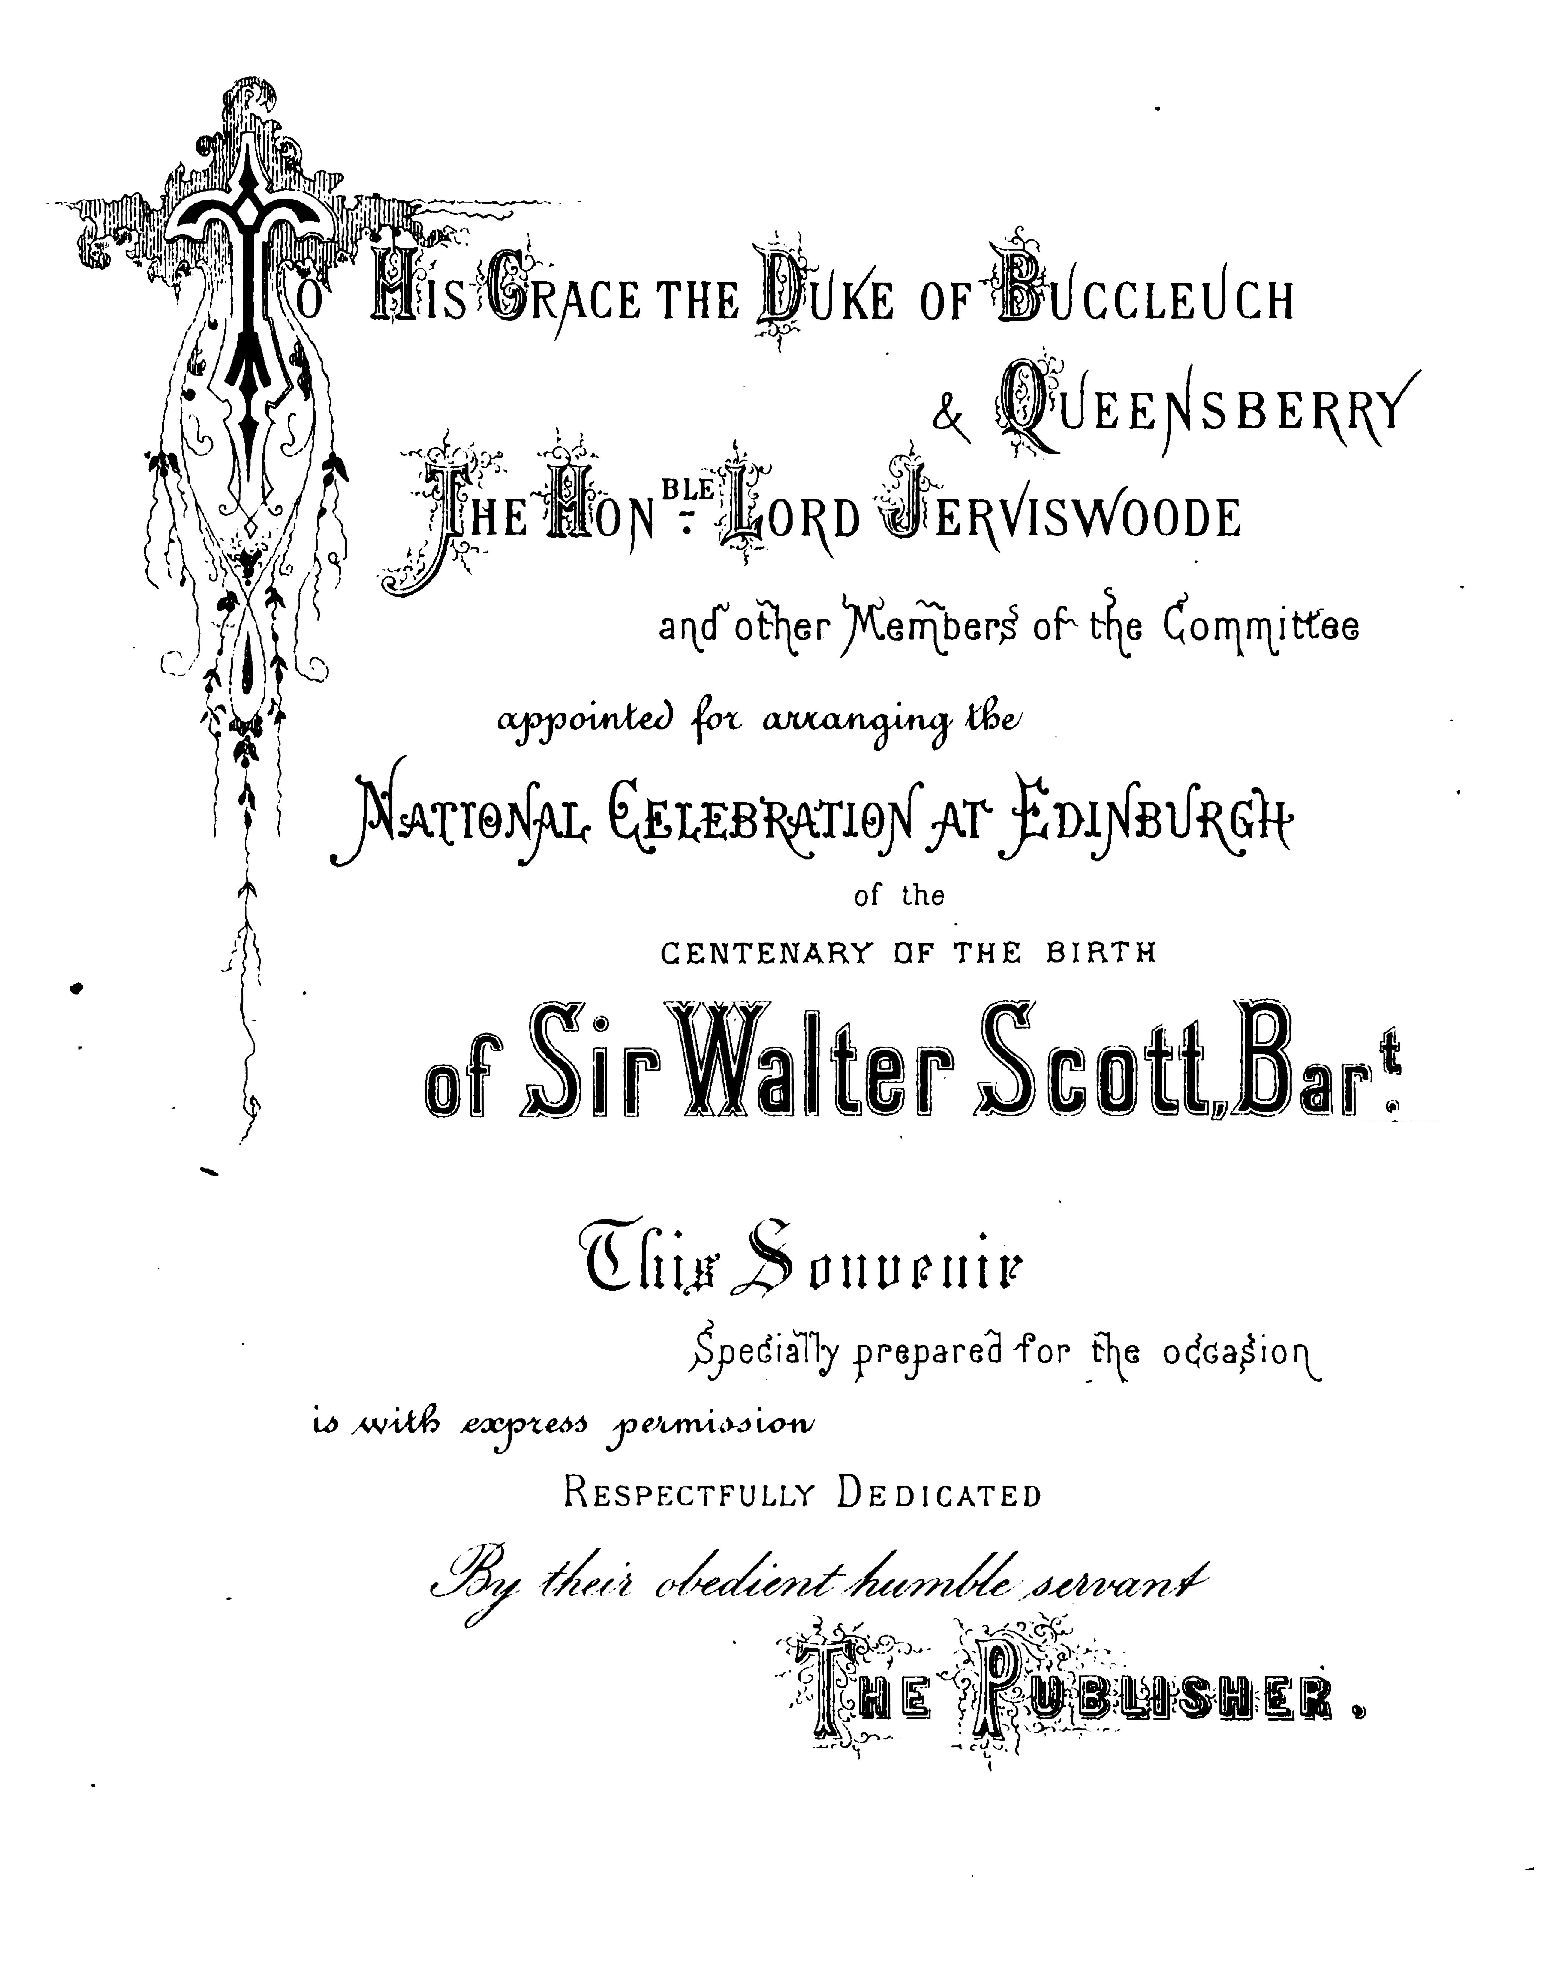 To His Grace the Duke of Buccleuch
& Queensberry
The Hon.ble Lord Jerviswoode
and other Members of the Committee
appointed for arranging the
National Celebration at Edinburgh
of the
CENTENARY OF THE BIRTH
of Sir Walter Scott, Bart.
This Souvenir
Specially prepared for the occasion
is with express permission
Respectfully Dedicated
By their obedient humble servant
The Publisher.